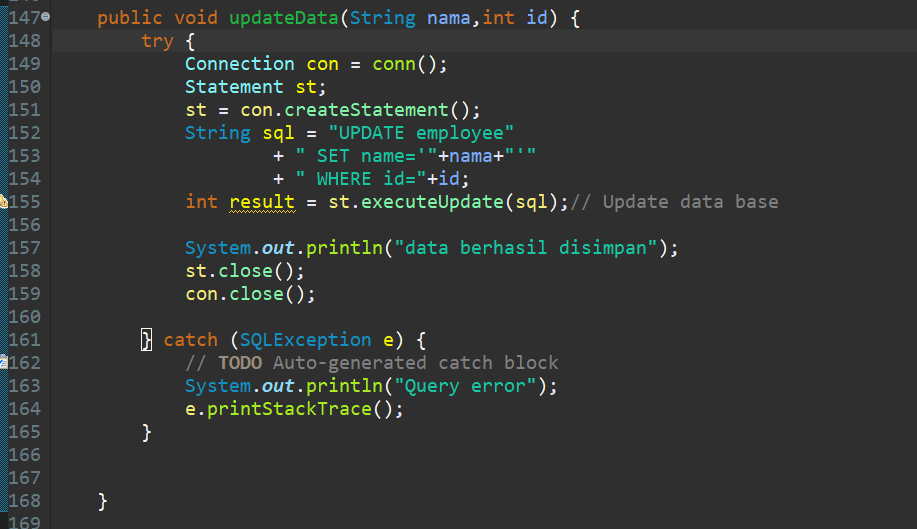 147 public void updateData(String nama,int id) {
148 try {
149 Connection con = conn();
150 Statement st;
151 st = con.createStatement();
152 String sql = "UPDATE employee"
153 + " SET name='"+nama+"'"
154 + " WHERE id="+id;
155 int result = st.executeUpdate(sql);// Update data base
156
157 System.out.println("data berhasil disimpan");
158 st.close();
159 con.close();
160
161 } catch (SQLException e) {
162 // TODO Auto-generated catch block
163 System.out.println("Query error");
164 e.printStackTrace();
165 }
166
167
168 }
169